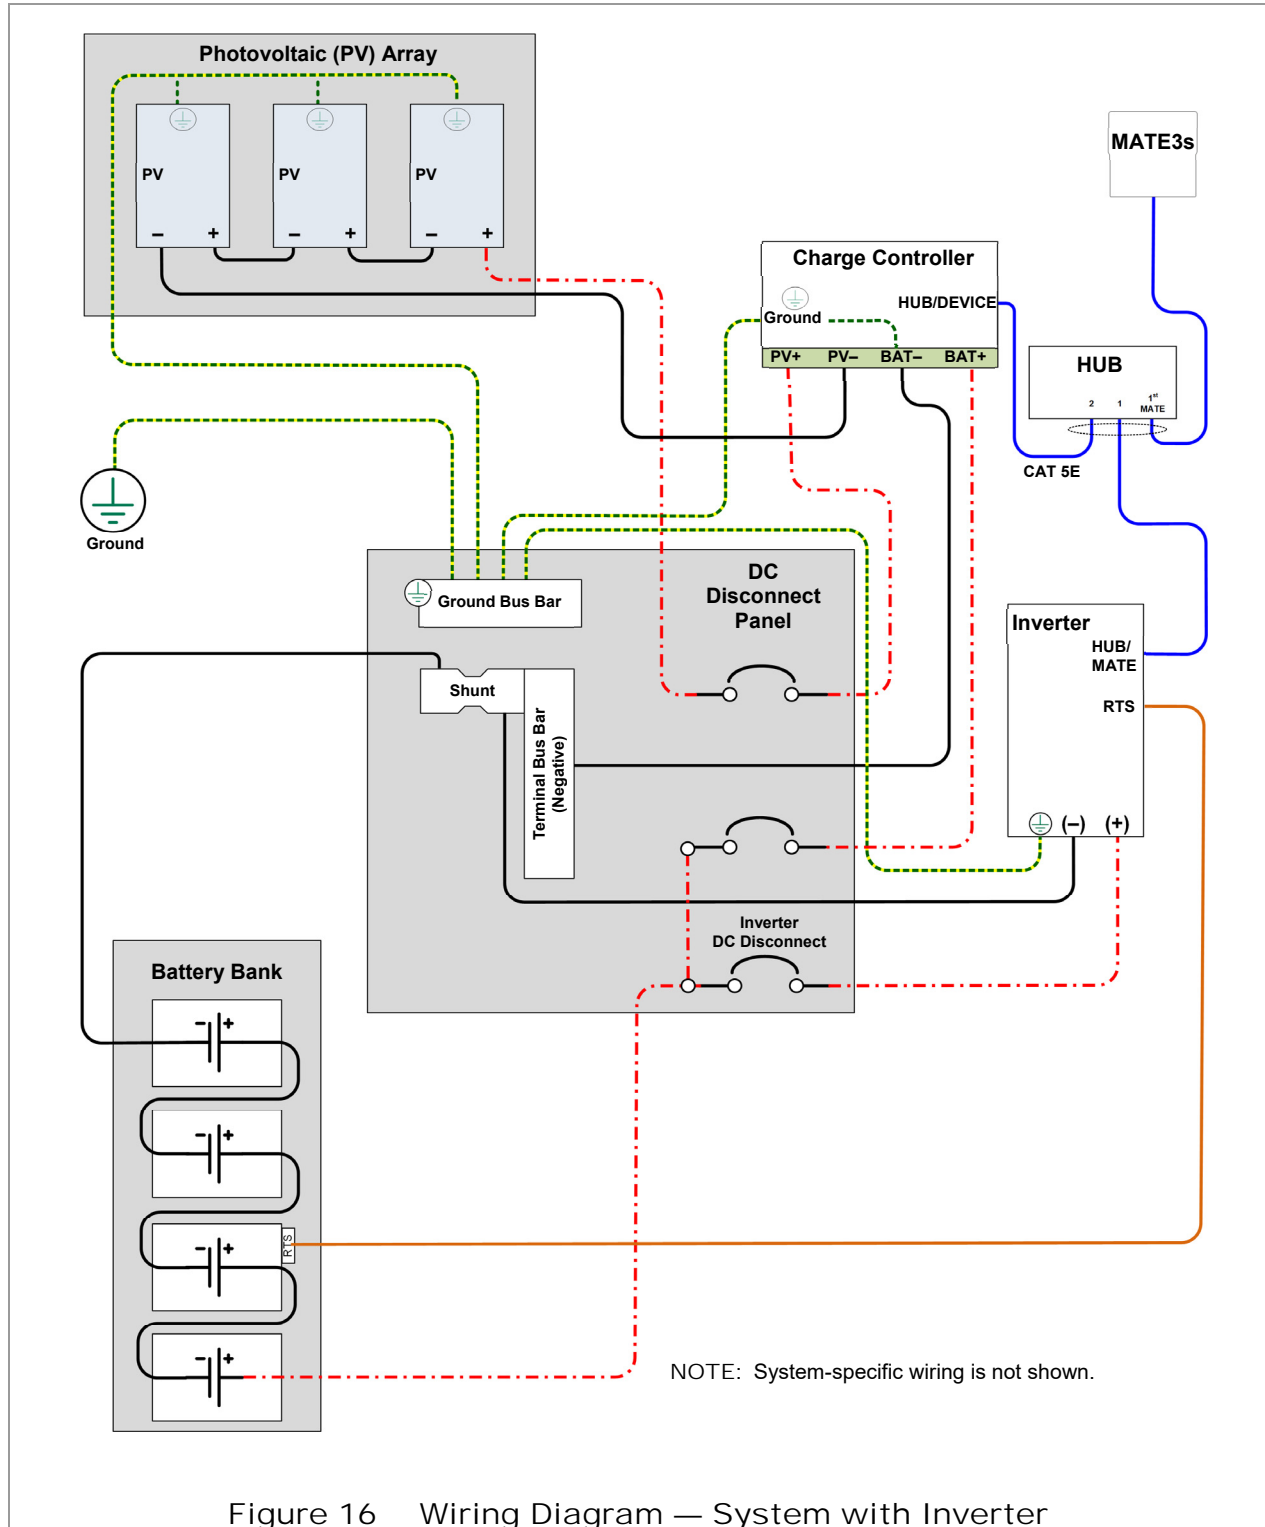 Photovoltaic (PV) Array
PV
PV
PV
– +
– +
– +
MATE3s
Charge Controller
HUB/DEVICE
Ground
PV+ PV– BAT– BAT+
HUB
2 1 1st
MATE
CAT 5E
Ground
DC
Disconnect
Panel
Ground Bus Bar
Shunt
Terminal Bus Bar
(Negative)
Inverter
HUB/
MATE
RTS
(–) (+)
Inverter
DC Disconnect
Battery Bank
- +
- +
- +
RTS
- +
NOTE: System-specific wiring is not shown.
Figure 16 Wiring Diagram — System with Inverter